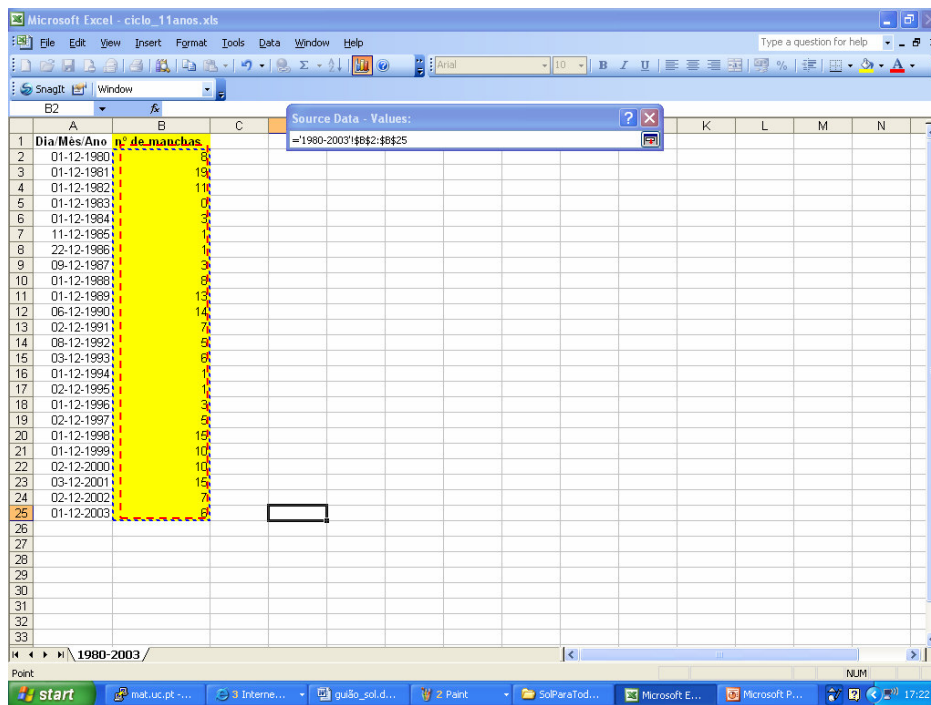 Microsoft Excel - ciclo_11anos.xls
File Edit View Insert Format Tools Data Window Help
Type a question for help
Arial 10 B I U
SnagIt Window
B2 fx
Source Data - Values:
='1980-2003'!$B$2:$B$25
A B C K L M N
1 Dia/Mês/Ano nº de manchas
2 01-12-1980 8
3 01-12-1981 19
4 01-12-1982 11
5 01-12-1983 0
6 01-12-1984 3
7 11-12-1985 1
8 22-12-1986 1
9 09-12-1987 3
10 01-12-1988 8
11 01-12-1989 13
12 06-12-1990 14
13 02-12-1991 7
14 08-12-1992 5
15 03-12-1993 6
16 01-12-1994 1
17 02-12-1995 1
18 01-12-1996 3
19 02-12-1997 5
20 01-12-1998 15
21 01-12-1999 10
22 02-12-2000 10
23 03-12-2001 15
24 02-12-2002 7
25 01-12-2003 6
26
27
28
29
30
31
32
33
1980-2003
Point NUM
start mat.uc.pt -... 3 Interne... guião_sol.d... 2 Paint SolParaTod... Microsoft E... Microsoft P... 17:22